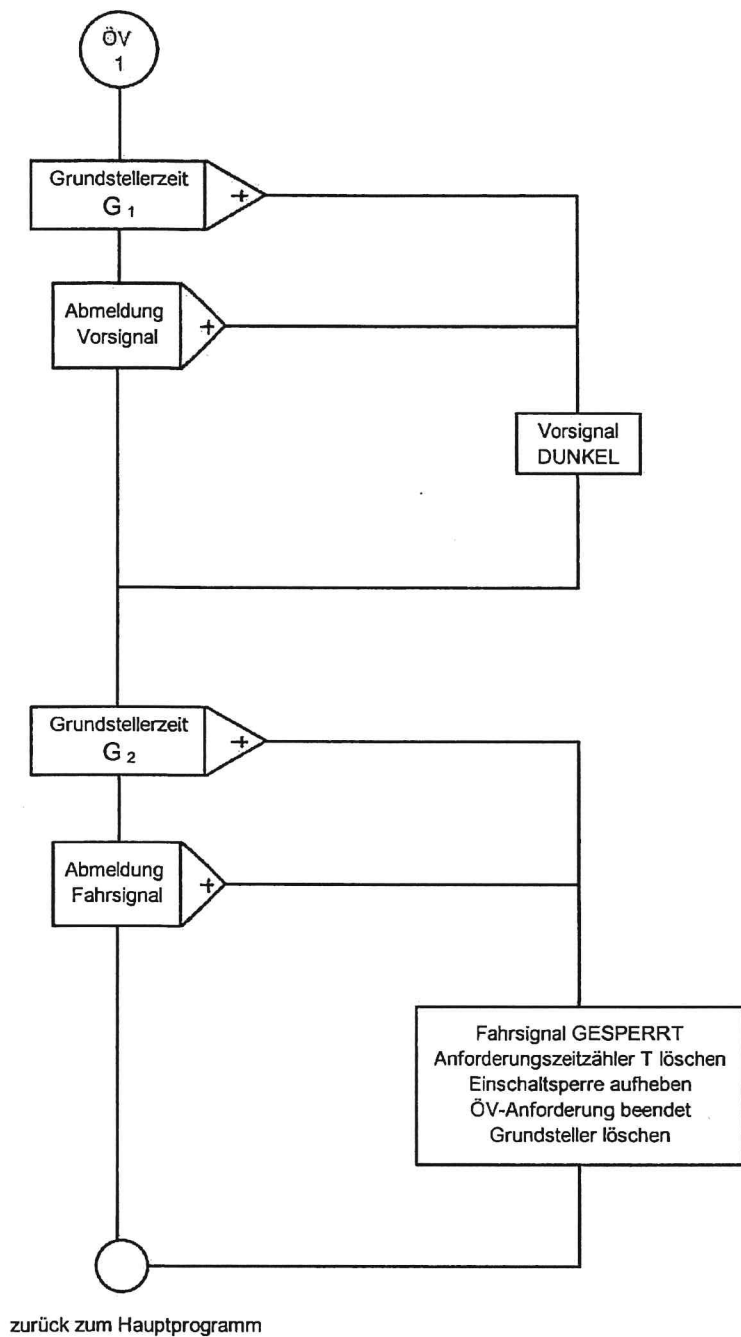 ÖV
1
Grundstellerzeit
G 1
+
Abmeldung
Vorsignal
+
Vorsignal
DUNKEL
Grundstellerzeit
G 2
+
Abmeldung
Fahrsignal
+
Fahrsignal GESPERRT
Anforderungszeitzähler T löschen
Einschaltsperre aufheben
ÖV-Anforderung beendet
Grundsteller löschen
zurück zum Hauptprogramm